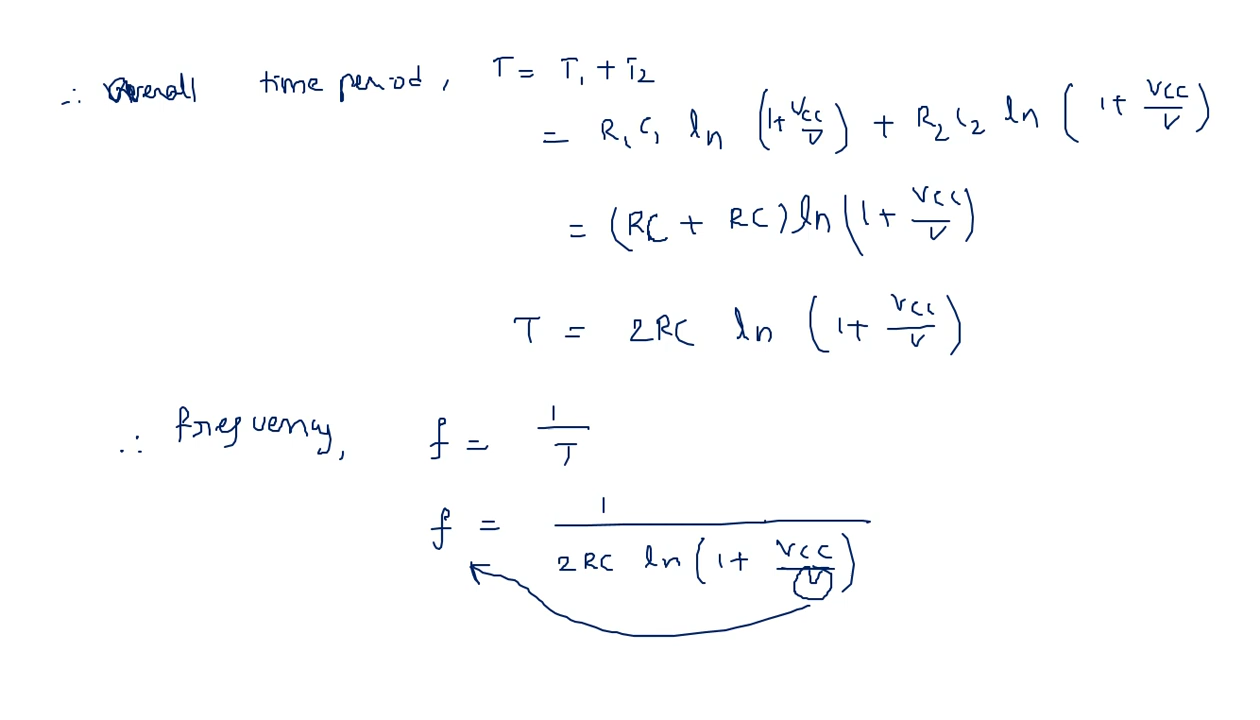 ∴ Overall time period, T = T₁ + T₂
= R₁C₁ ln (1+ VCC/V) + R₂C₂ ln (1+ VCC/V)
= (RC + RC) ln (1+ VCC/V)
T = 2RC ln (1+ VCC/V)
∴ frequency, f = 1/T
f = 1/(2RC ln (1+ VCC/V))